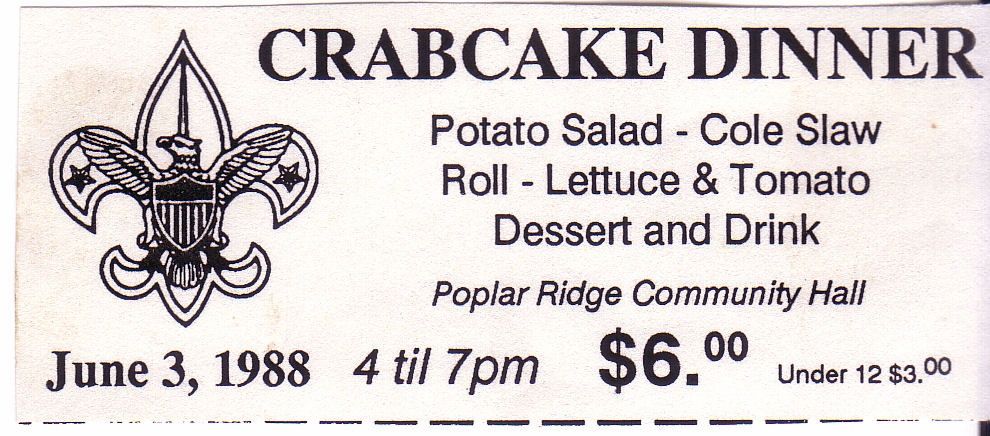 CRABCAKE DINNER
Potato Salad - Cole Slaw
Roll - Lettuce & Tomato
Dessert and Drink
Poplar Ridge Community Hall
June 3, 1988 4 til 7pm $6.00 Under 12 $3.00